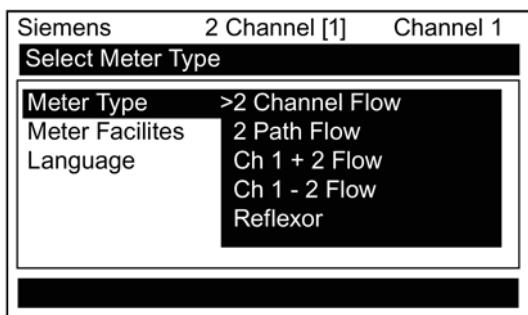 Siemens 2 Channel [1] Channel 1
Select Meter Type
Meter Type >2 Channel Flow
Meter Facilites 2 Path Flow
Language Ch 1 + 2 Flow
Ch 1 - 2 Flow
Reflexor